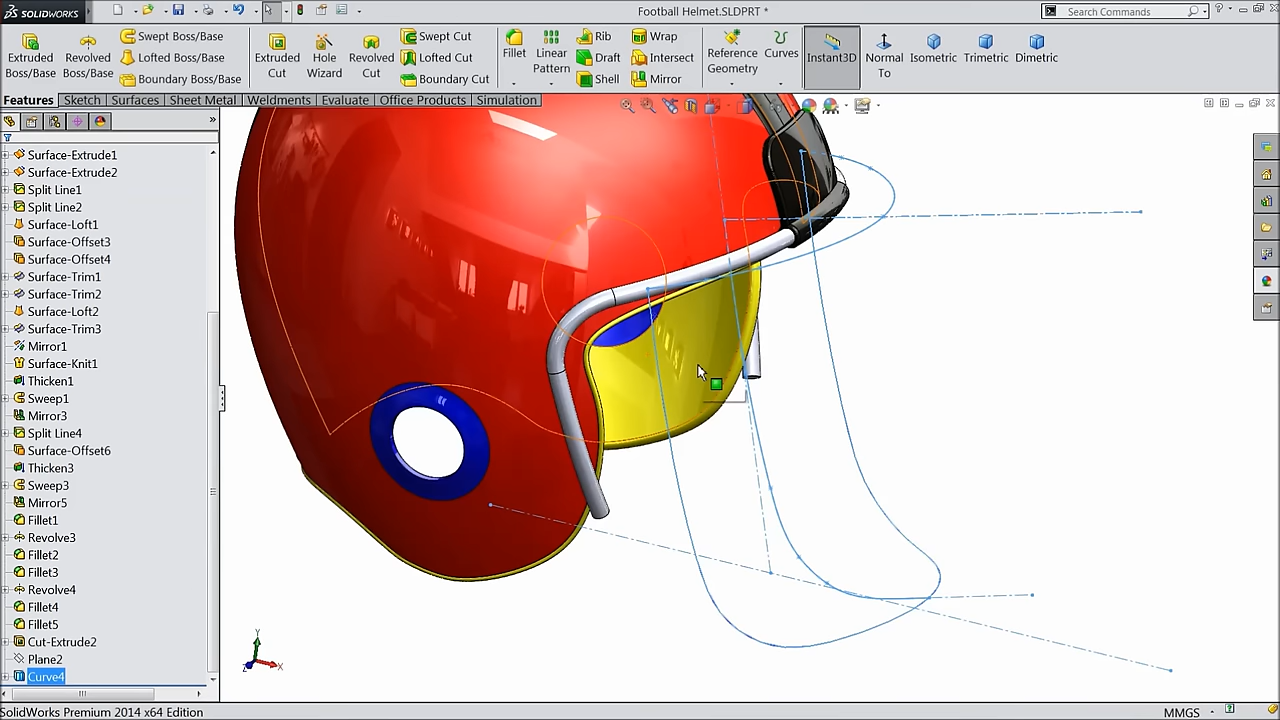 SOLIDWORKS
Football Helmet.SLDPRT *
Search Commands
Extruded Boss/Base
Revolved Boss/Base
Swept Boss/Base
Lofted Boss/Base
Boundary Boss/Base
Extruded Cut
Hole Wizard
Revolved Cut
Swept Cut
Lofted Cut
Boundary Cut
Fillet
Linear Pattern
Rib
Draft
Shell
Wrap
Intersect
Mirror
Reference Geometry
Curves
Instant3D
Normal To
Isometric
Trimetric
Dimetric
Features Sketch Surfaces Sheet Metal Weldments Evaluate Office Products Simulation
Surface-Extrude1
Surface-Extrude2
Split Line1
Split Line2
Surface-Loft1
Surface-Offset3
Surface-Offset4
Surface-Trim1
Surface-Trim2
Surface-Loft2
Surface-Trim3
Mirror1
Surface-Knit1
Thicken1
Sweep1
Mirror3
Split Line4
Surface-Offset6
Thicken3
Sweep3
Mirror5
Fillet1
Revolve3
Fillet2
Fillet3
Revolve4
Fillet4
Fillet5
Cut-Extrude2
Plane2
Curve4
Y
Z X
SolidWorks Premium 2014 x64 Edition
MMGS